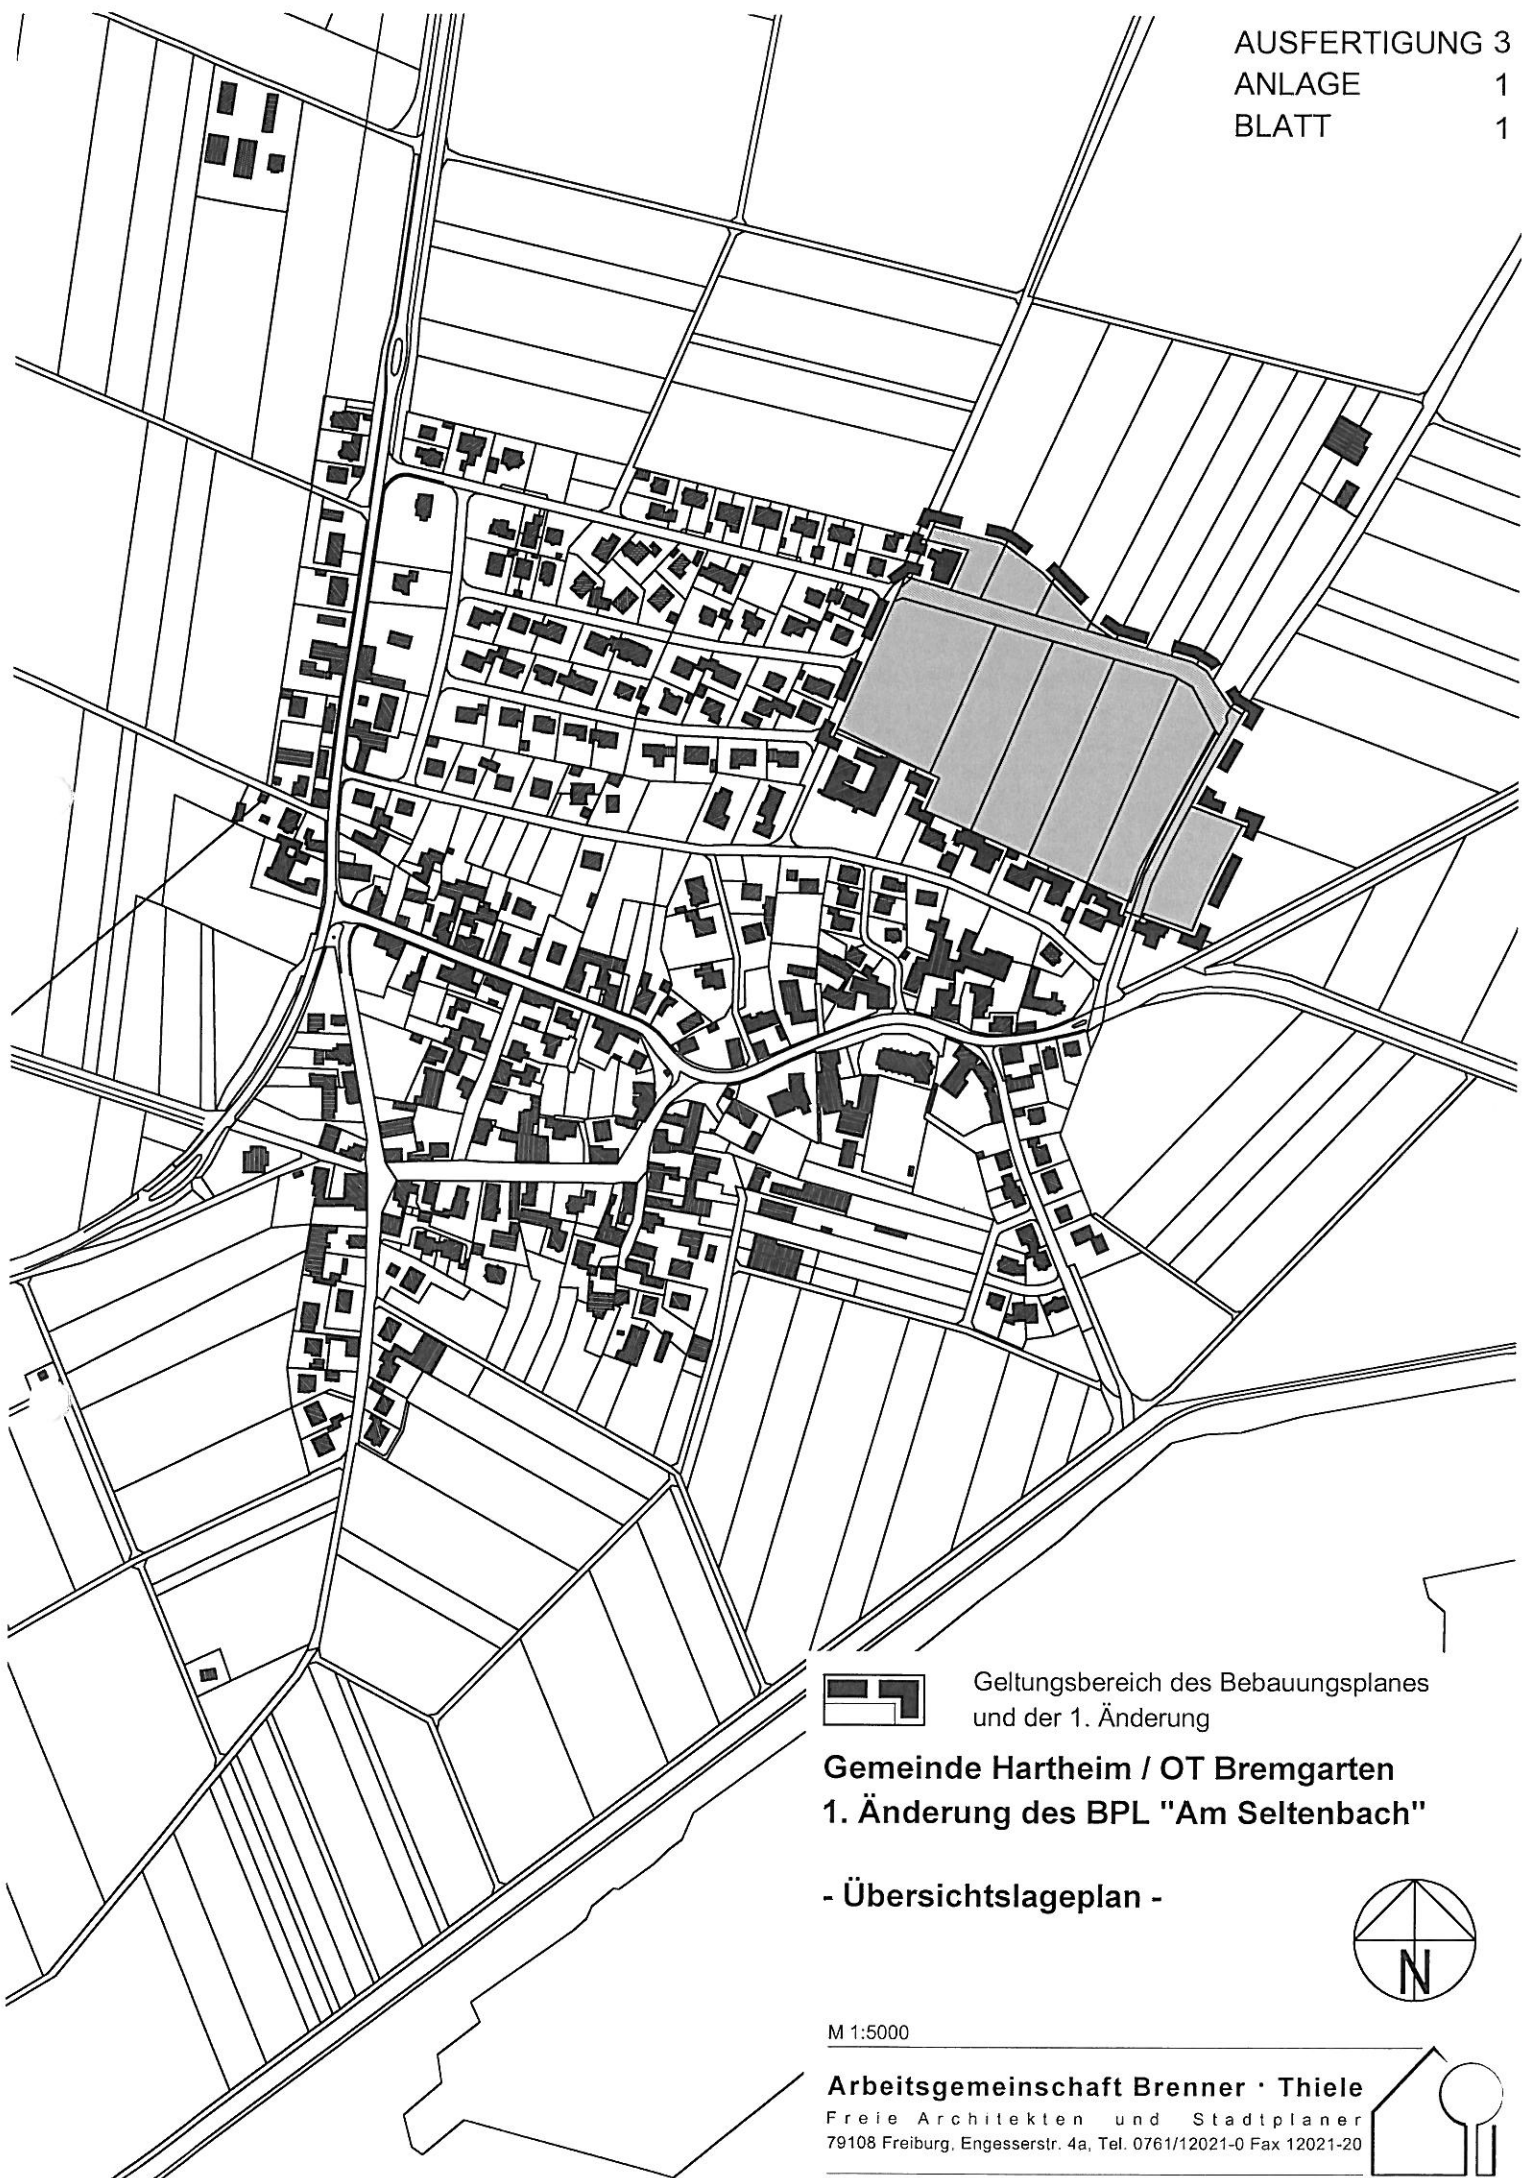 AUSFERTIGUNG 3
ANLAGE 1
BLATT 1
Geltungsbereich des Bebauungsplanes
und der 1. Änderung
Gemeinde Hartheim / OT Bremgarten
1. Änderung des BPL "Am Seltenbach"
- Übersichtslageplan -
N
M 1:5000
Arbeitsgemeinschaft Brenner · Thiele
Freie Architekten und Stadtplaner
79108 Freiburg, Engesserstr. 4a, Tel. 0761/12021-0 Fax 12021-20